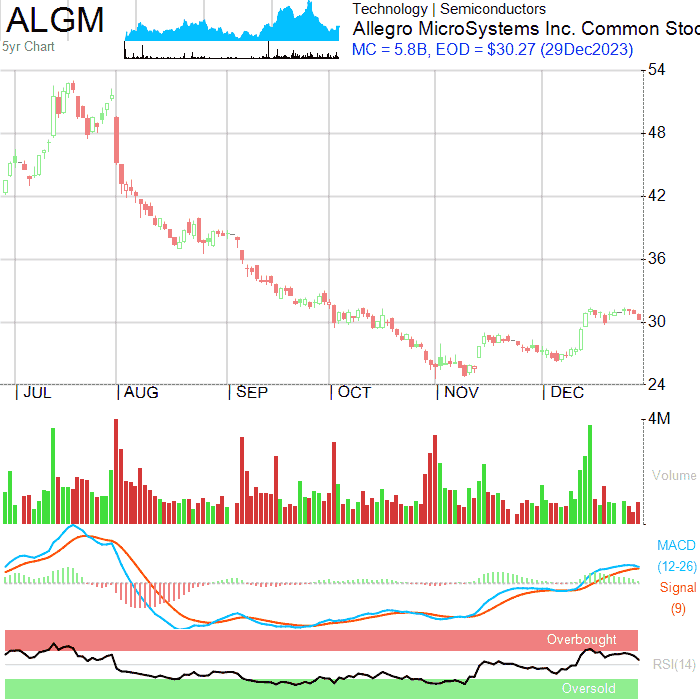 ALGM
5yr Chart
Technology | Semiconductors
Allegro MicroSystems Inc. Common Stoc
MC = 5.8B, EOD = $30.27 (29Dec2023)
54
48
42
36
30
24
JUL AUG SEP OCT NOV DEC
4M
Volume
MACD
(12-26)
Signal
(9)
Overbought
RSI(14)
Oversold